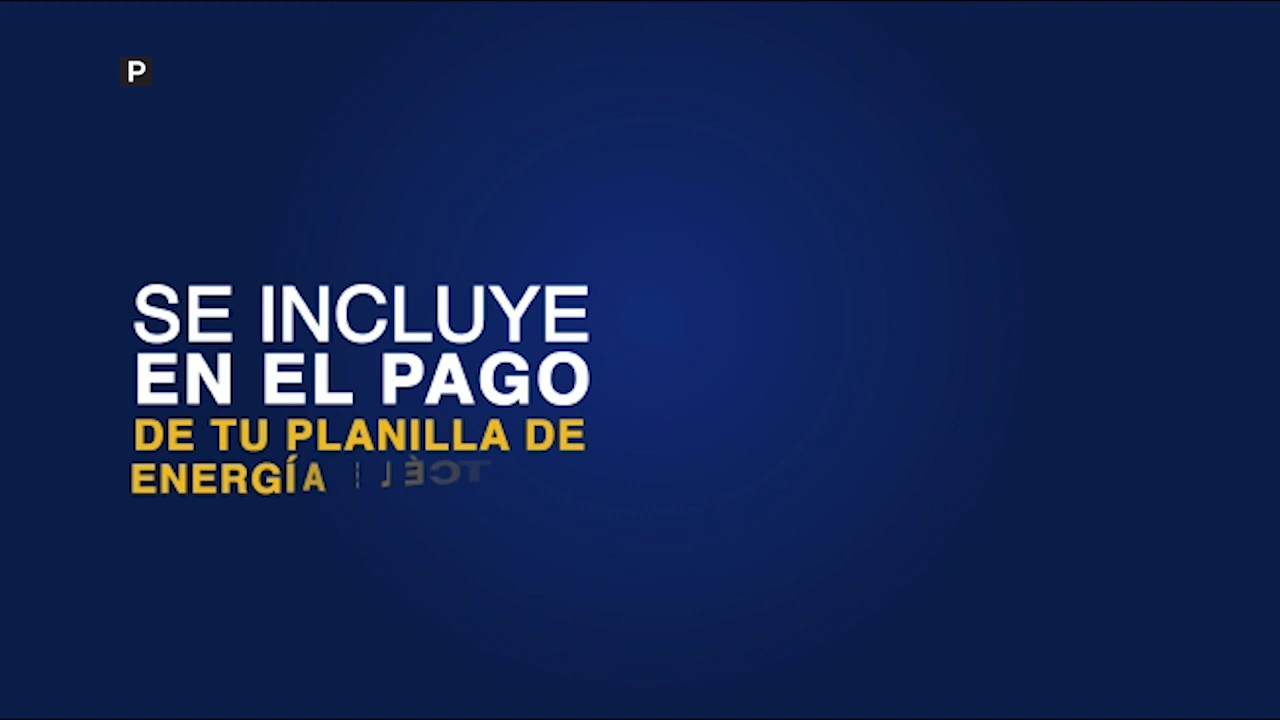 P
SE INCLUYE
EN EL PAGO
DE TU PLANILLA DE
ENERGÍA